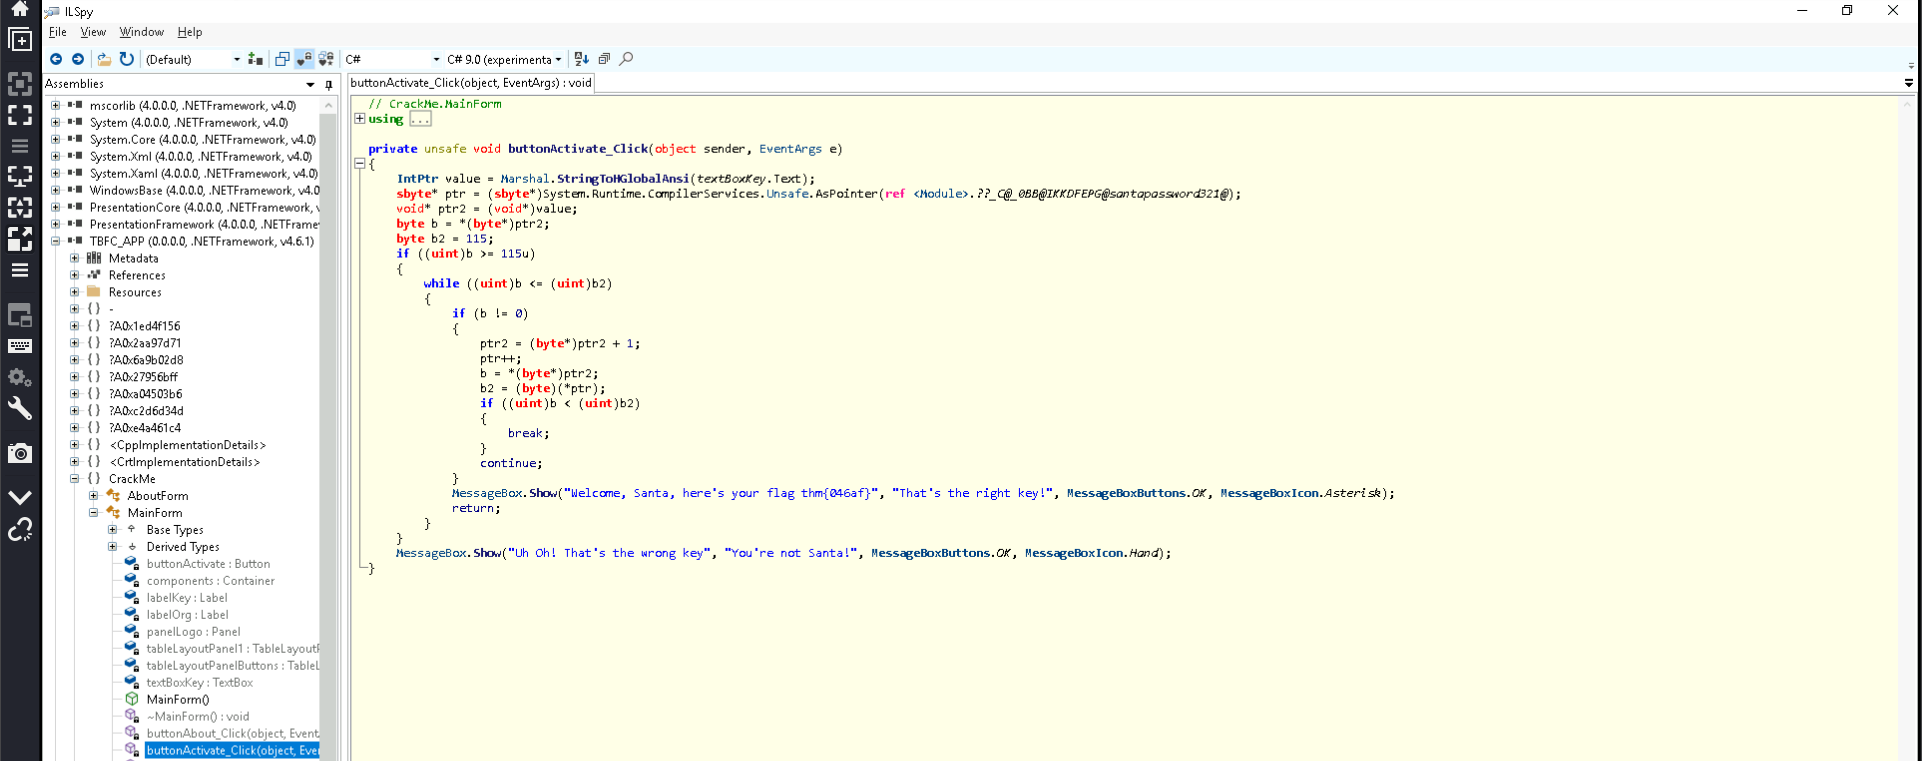 ILSpy
File View Window Help
(Default) C# C# 9.0 (experimenta
Assemblies
mscorlib (4.0.0.0, .NETFramework, v4.0)
System (4.0.0.0, .NETFramework, v4.0)
System.Core (4.0.0.0, .NETFramework, v4.0)
System.Xml (4.0.0.0, .NETFramework, v4.0)
System.Xaml (4.0.0.0, .NETFramework, v4.0)
WindowsBase (4.0.0.0, .NETFramework, v4.0
PresentationCore (4.0.0.0, .NETFramework, v
PresentationFramework (4.0.0.0, .NETFrame
TBFC_APP (0.0.0.0, .NETFramework, v4.6.1)
Metadata
References
Resources
{ } -
{ } ?A0x1ed4f156
{ } ?A0x2aa97d71
{ } ?A0x6a9b02d8
{ } ?A0x27956bff
{ } ?A0xa04503b6
{ } ?A0xc2d6d34d
{ } ?A0xe4a461c4
{ } <CppImplementationDetails>
{ } <CrtImplementationDetails>
{ } CrackMe
AboutForm
MainForm
Base Types
Derived Types
buttonActivate : Button
components : Container
labelKey : Label
labelOrg : Label
panelLogo : Panel
tableLayoutPanel1 : TableLayoutP
tableLayoutPanelButtons : TableL
textBoxKey : TextBox
MainForm()
~MainForm() : void
buttonAbout_Click(object, Event
buttonActivate_Click(object, Eve
buttonActivate_Click(object, EventArgs) : void
// CrackMe.MainForm
using ...
private unsafe void buttonActivate_Click(object sender, EventArgs e)
{
IntPtr value = Marshal.StringToHGlobalAnsi(textBoxKey.Text);
sbyte* ptr = (sbyte*)System.Runtime.CompilerServices.Unsafe.AsPointer(ref <Module>.??_C@_0BB@IKKDFEPG@santapassword321@);
void* ptr2 = (void*)value;
byte b = *(byte*)ptr2;
byte b2 = 115;
if ((uint)b >= 115u)
{
while ((uint)b <= (uint)b2)
{
if (b != 0)
{
ptr2 = (byte*)ptr2 + 1;
ptr++;
b = *(byte*)ptr2;
b2 = (byte)(*ptr);
if ((uint)b < (uint)b2)
{
break;
}
continue;
}
MessageBox.Show("Welcome, Santa, here's your flag thm{046af}", "That's the right key!", MessageBoxButtons.OK, MessageBoxIcon.Asterisk);
return;
}
}
MessageBox.Show("Uh Oh! That's the wrong key", "You're not Santa!", MessageBoxButtons.OK, MessageBoxIcon.Hand);
}